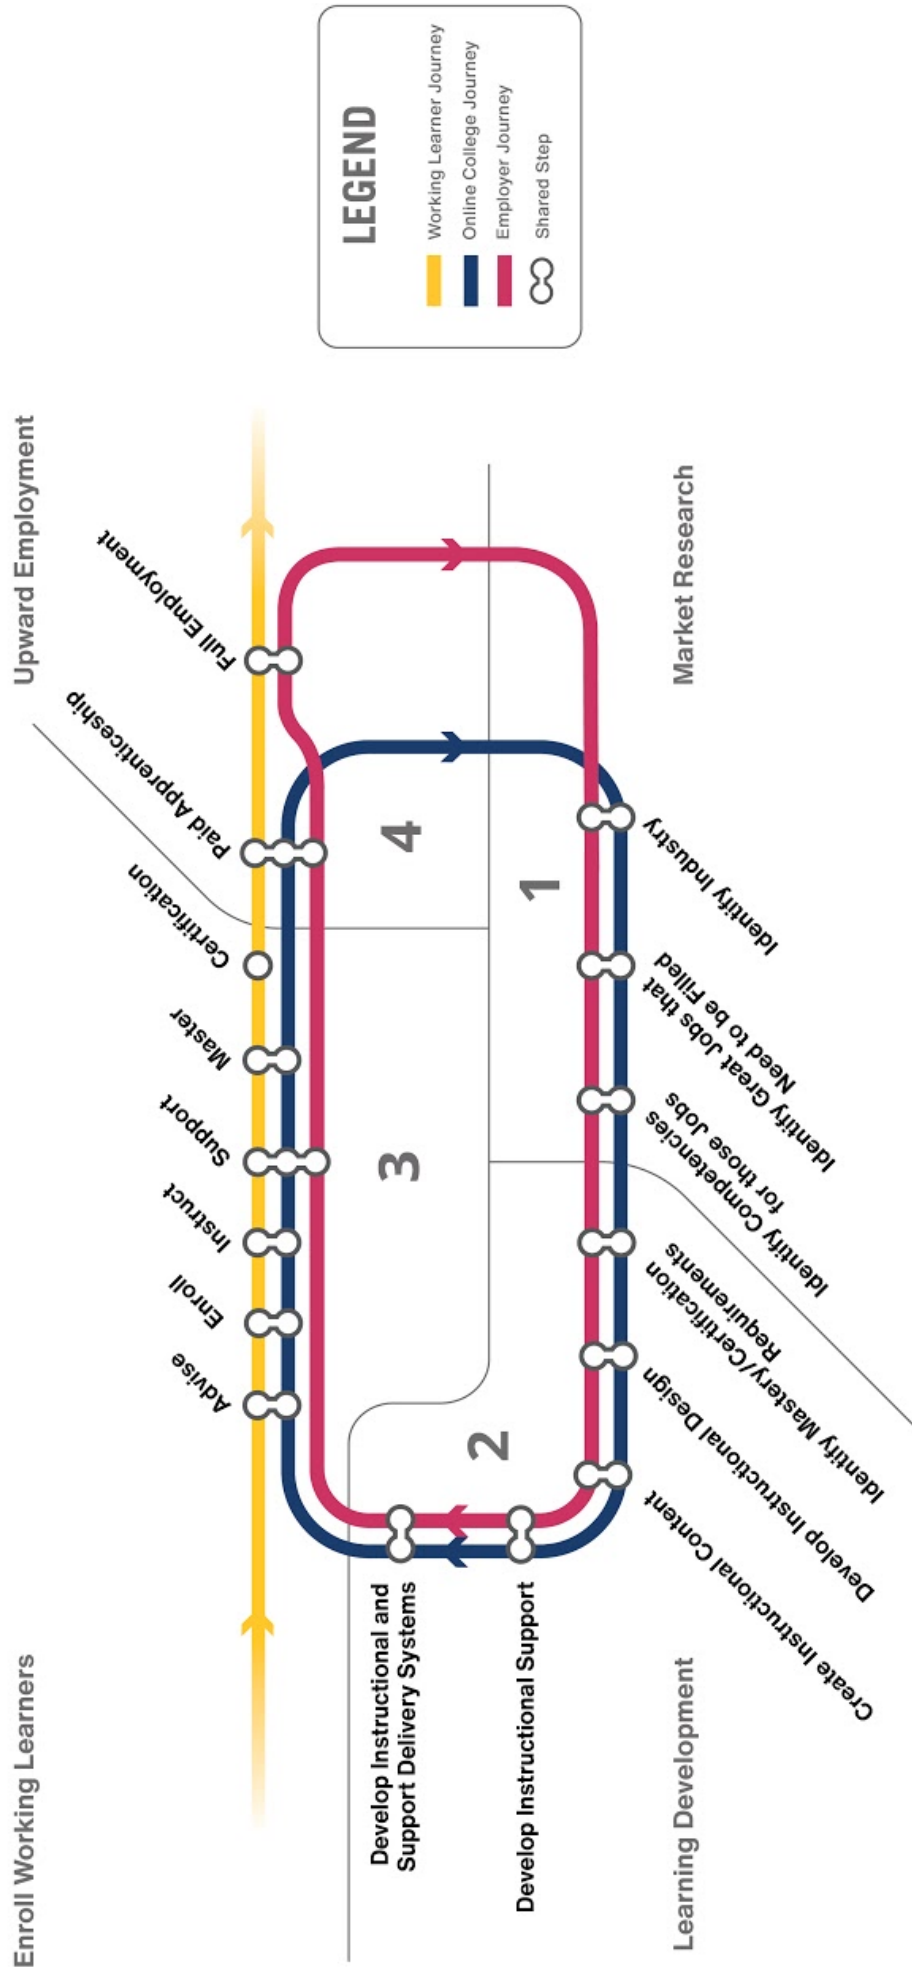 Enroll Working Learners
Upward Employment
Advise
Enroll
Instruct
Support
Master
Certification
Paid Apprenticeship
Full Employment
LEGEND
Working Learner Journey
Online College Journey
Employer Journey
Shared Step
3
4
2
1
Develop Instructional and
Support Delivery Systems
Develop Instructional Support
Create Instructional Content
Develop Instructional Design
Identify Mastery/Certification
Requirements
Identify Competencies
for those Jobs
Identify Great Jobs that
Need to be Filled
Identify Industry
Learning Development
Market Research